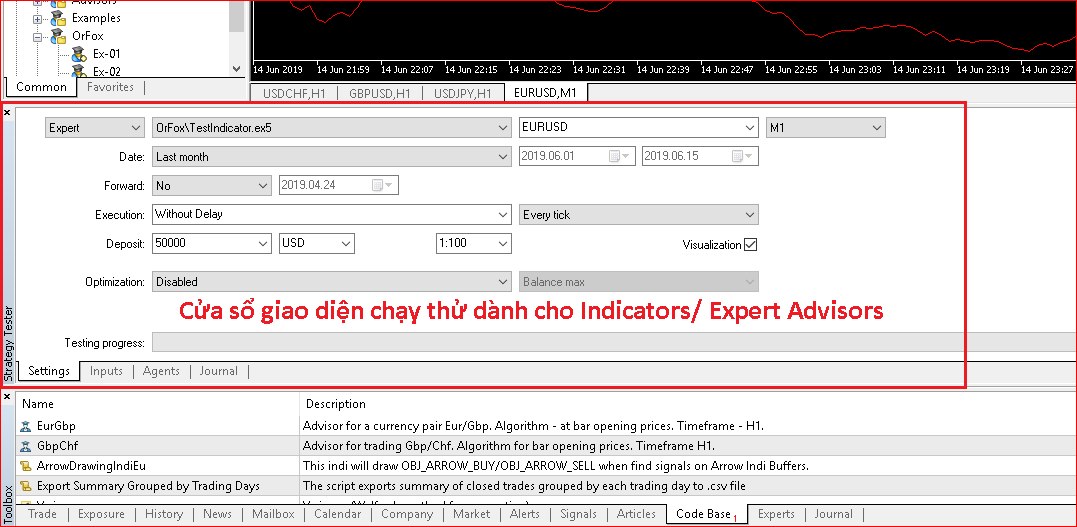 Advisors
Examples
OrFox
Ex-01
Ex-02
Common Favorites
14 Jun 2019 14 Jun 21:59 14 Jun 22:07 14 Jun 22:15 14 Jun 22:23 14 Jun 22:31 14 Jun 22:39 14 Jun 22:47 14 Jun 22:55 14 Jun 23:03 14 Jun 23:11 14 Jun 23:19 14 Jun 23:27
USDCHF,H1 GBPUSD,H1 USDJPY,H1 EURUSD,M1
Expert OrFox\TestIndicator.ex5 EURUSD M1
Date: Last month 2019.06.01 2019.06.15
Forward: No 2019.04.24
Execution: Without Delay Every tick
Deposit: 50000 USD 1:100 Visualization
Optimization: Disabled Balance max
Cửa sổ giao diện chạy thử dành cho Indicators/ Expert Advisors
Testing progress:
Strategy Tester
Settings Inputs Agents Journal
Name Description
EurGbp Advisor for a currency pair Eur/Gbp. Algorithm - at bar opening prices. Timeframe - H1.
GbpChf Advisor for trading Gbp/Chf. Algorithm for bar opening prices. Timeframe H1.
ArrowDrawingIndiEu This indi will draw OBJ_ARROW_BUY/OBJ_ARROW_SELL when find signals on Arrow Indi Buffers.
Export Summary Grouped by Trading Days The script exports summary of closed trades grouped by each trading day to .csv file
Toolbox
Trade Exposure History News Mailbox Calendar Company Market Alerts Signals Articles Code Base 1 Experts Journal